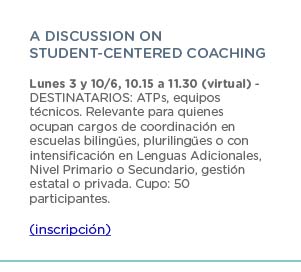 A DISCUSSION ON
STUDENT-CENTERED COACHING
Lunes 3 y 10/6, 10.15 a 11.30 (virtual) -
DESTINATARIOS: ATPs, equipos
técnicos. Relevante para quienes
ocupan cargos de coordinación en
escuelas bilingües, plurilingües o con
intensificación en Lenguas Adicionales,
Nivel Primario o Secundario, gestión
estatal o privada. Cupo: 50
participantes.
(inscripción)